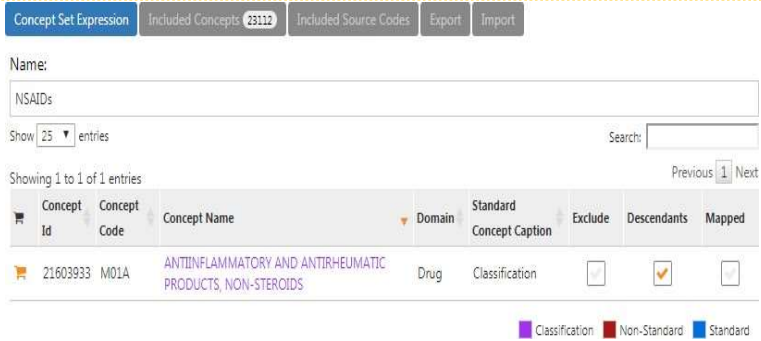 Concept Set Expression Included Concepts 23112 Included Source Codes Export Import
Name:
NSAIDs
Show 25 entries Search:
Showing 1 to 1 of 1 entries Previous 1 Next
Concept Id Concept Code Concept Name Domain Standard Concept Caption Exclude Descendants Mapped
21603933 M01A ANTIINFLAMMATORY AND ANTIRHEUMATIC Drug Classification
PRODUCTS, NON-STEROIDS
Classification Non-Standard Standard